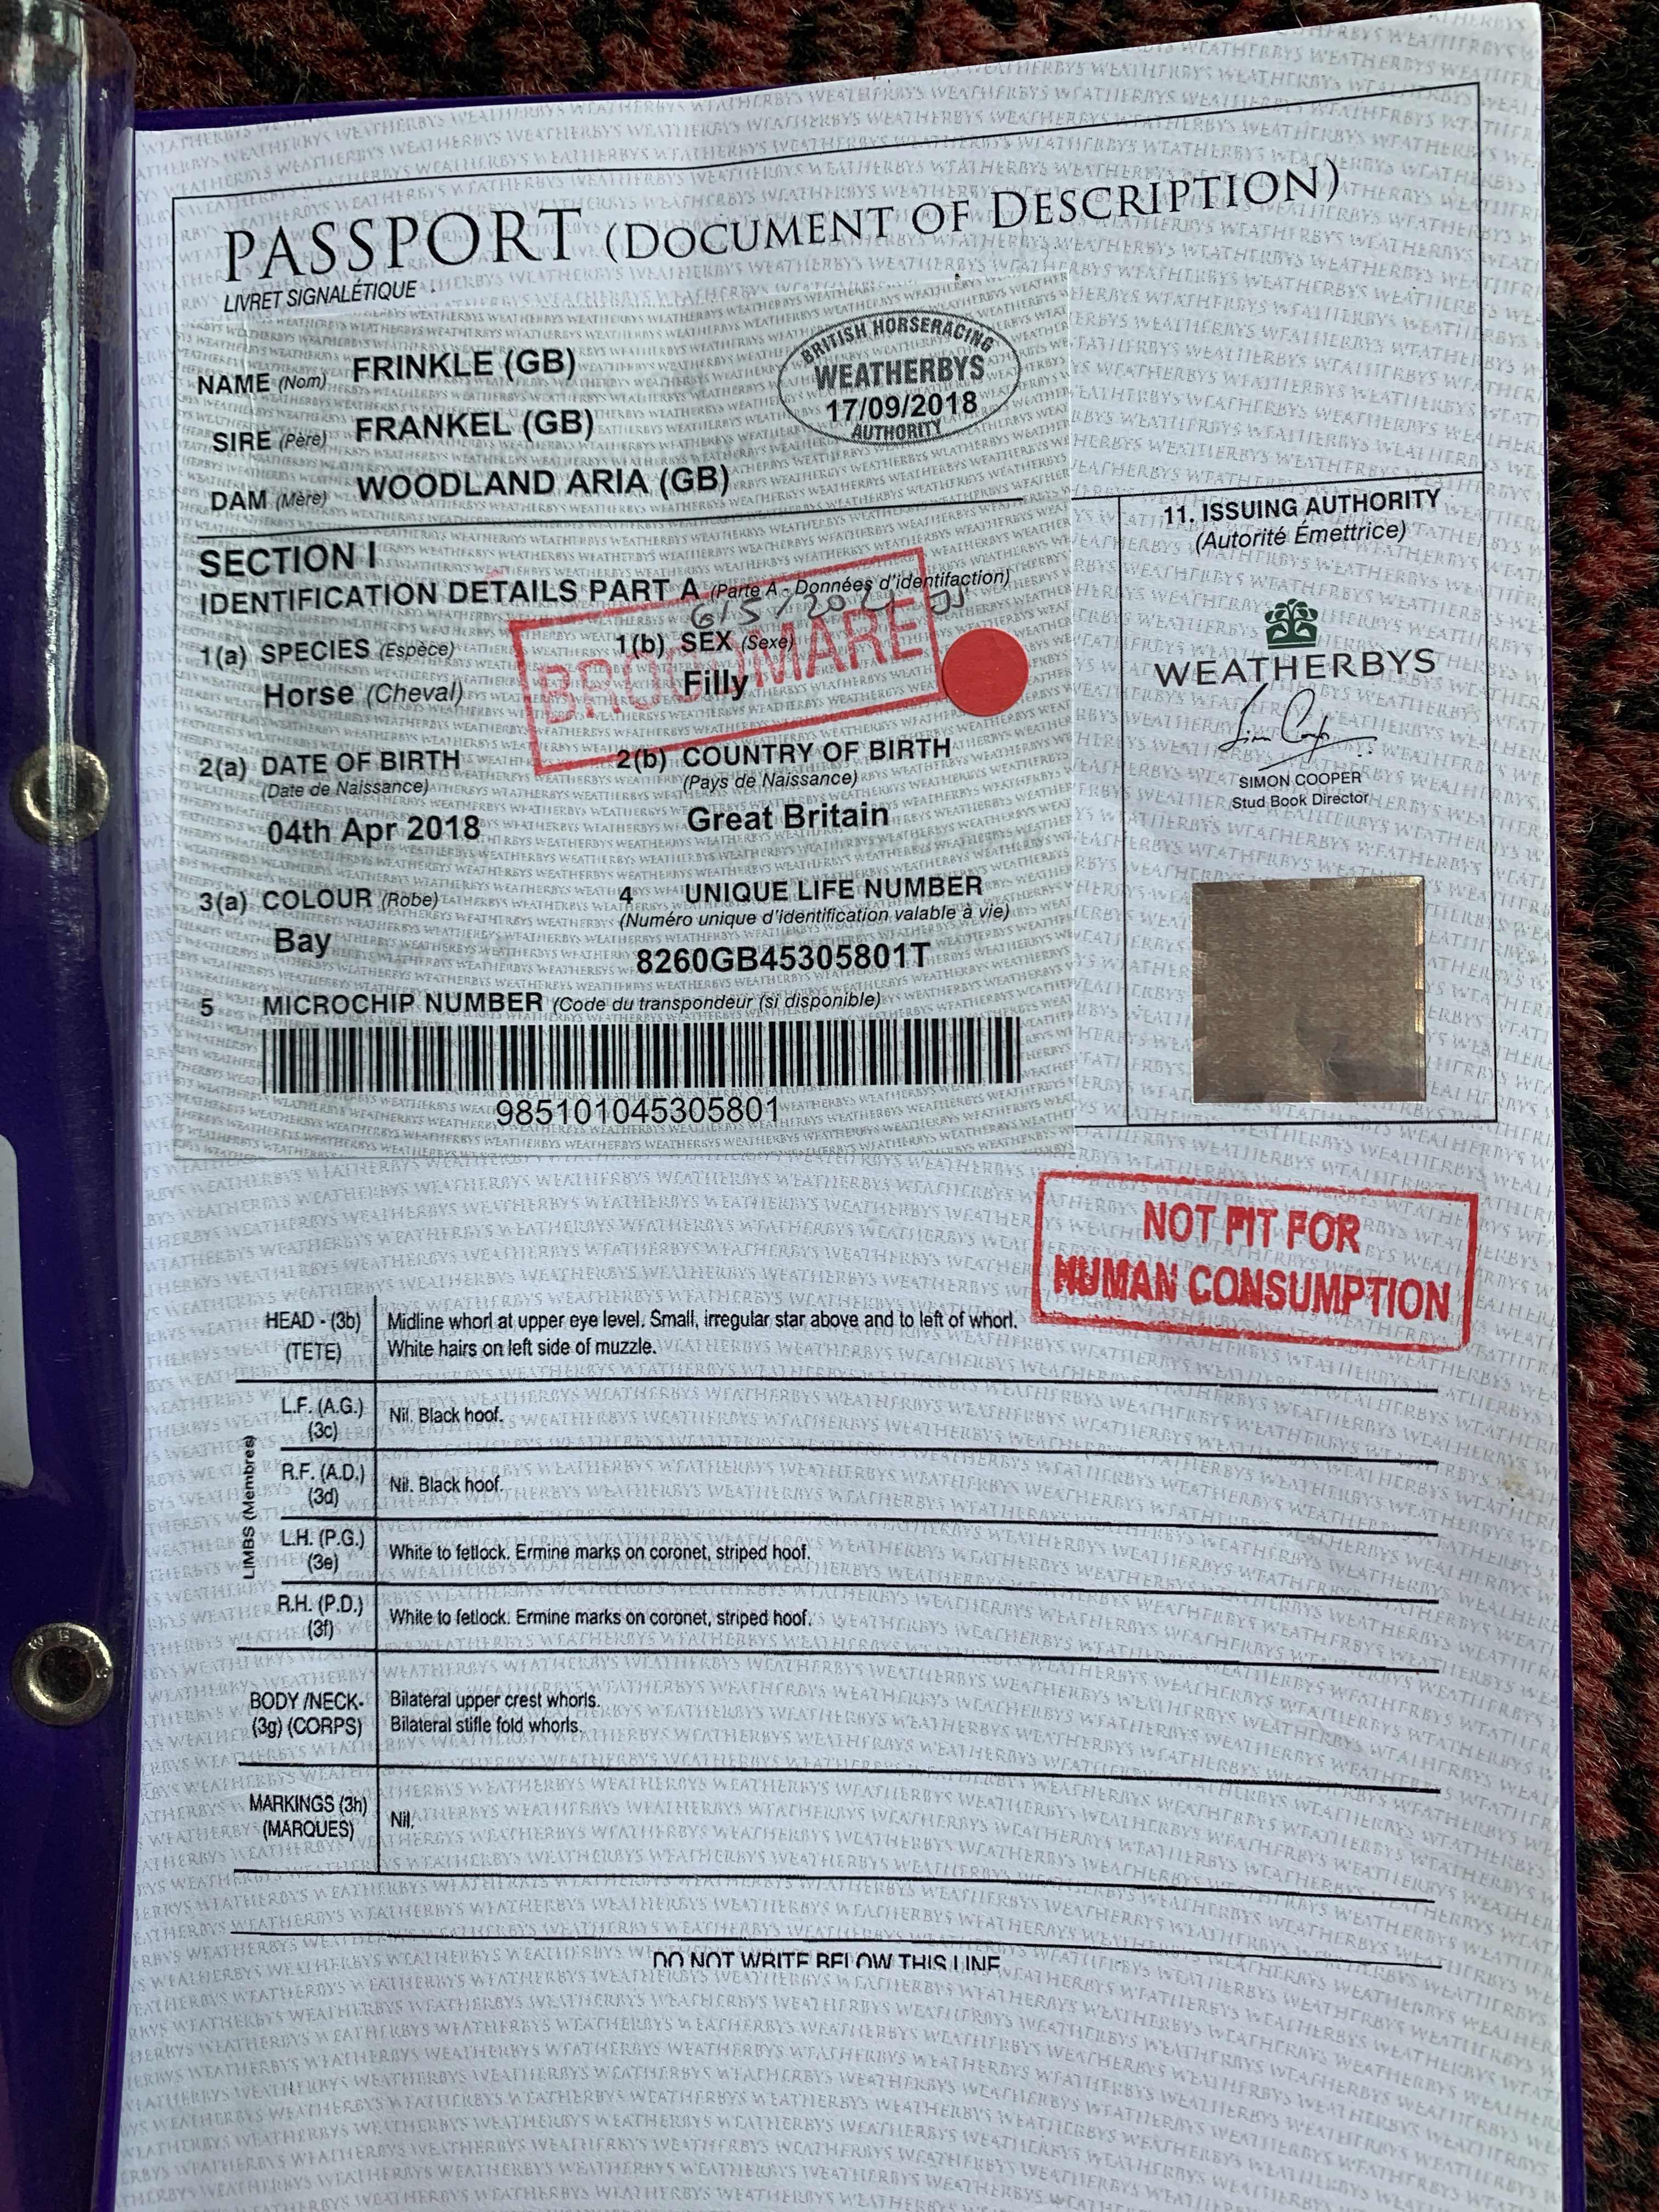 PASSPORT (DOCUMENT OF DESCRIPTION)
LIVRET SIGNALÉTIQUE
NAME (Nom) FRINKLE (GB)
SIRE (Père) FRANKEL (GB)
DAM (Mère) WOODLAND ARIA (GB)
BRITISH HORSERACING
WEATHERBYS
17/09/2018
AUTHORITY
SECTION I
IDENTIFICATION DETAILS PART A (Parte A - Données d'identifaction)
BROODMARE
1(a) SPECIES (Espèce) 1(b) SEX (Sexe)
Horse (Cheval) Filly
2(a) DATE OF BIRTH 2(b) COUNTRY OF BIRTH
(Date de Naissance) (Pays de Naissance)
04th Apr 2018 Great Britain
3(a) COLOUR (Robe) 4 UNIQUE LIFE NUMBER
(Numéro unique d'identification valable à vie)
Bay 8260GB45305801T
5 MICROCHIP NUMBER (Code du transpondeur (si disponible)
985101045305801
11. ISSUING AUTHORITY
(Autorité Émettrice)
WEATHERBYS
SIMON COOPER
Stud Book Director
NOT FIT FOR
HUMAN CONSUMPTION
HEAD - (3b) Midline whorl at upper eye level. Small, irregular star above and to left of whorl.
(TETE) White hairs on left side of muzzle.
LIMBS (Membres)
L.F. (A.G.) Nil. Black hoof.
(3c)
R.F. (A.D.) Nil. Black hoof.
(3d)
L.H. (P.G.) White to fetlock. Ermine marks on coronet, striped hoof.
(3e)
R.H. (P.D.) White to fetlock. Ermine marks on coronet, striped hoof.
(3f)
BODY /NECK- Bilateral upper crest whorls.
(3g) (CORPS) Bilateral stifle fold whorls.
MARKINGS (3h) Nil.
(MARQUES)
DO NOT WRITE BELOW THIS LINE